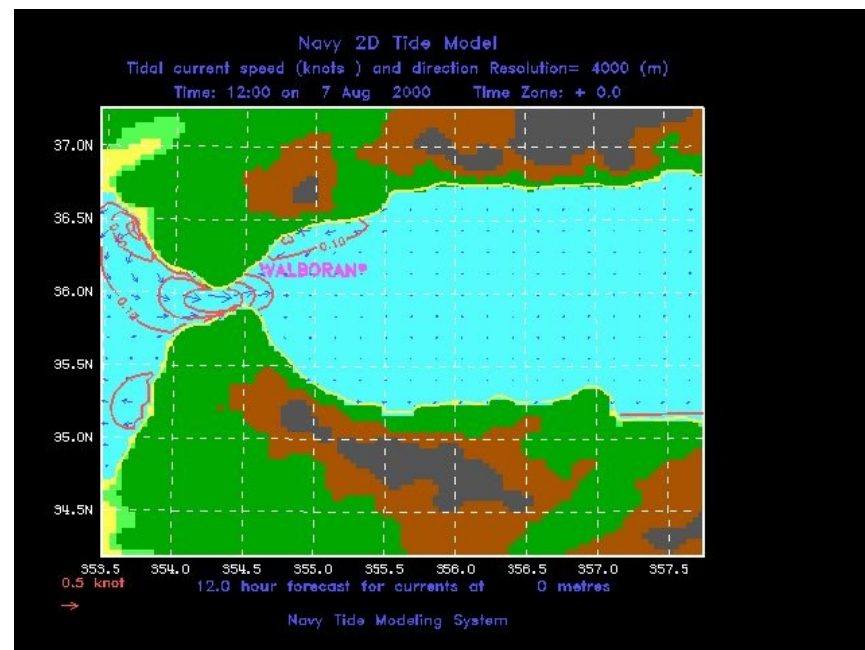 Navy 2D Tide Model
Tidal current speed (knots ) and direction Resolution= 4000 (m)
Time: 12:00 on 7 Aug 2000 Time Zone: + 0.0
37.0N
36.5N
0.10
WALBORAN
36.0N
0.10
35.5N
35.0N
34.5N
353.5 354.0 354.5 355.0 355.5 356.0 356.5 357.0 357.5
0.5 knot
12.0 hour forecast for currents at 0 metres
Navy Tide Modeling System